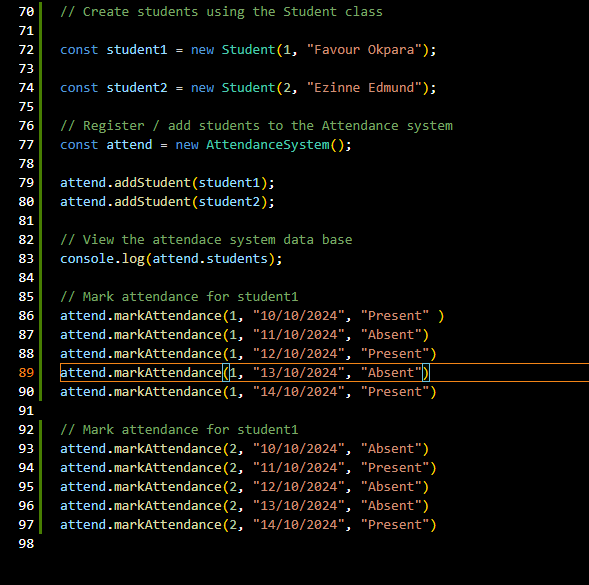 70 // Create students using the Student class
71
72 const student1 = new Student(1, "Favour Okpara");
73
74 const student2 = new Student(2, "Ezinne Edmund");
75
76 // Register / add students to the Attendance system
77 const attend = new AttendanceSystem();
78
79 attend.addStudent(student1);
80 attend.addStudent(student2);
81
82 // View the attendace system data base
83 console.log(attend.students);
84
85 // Mark attendance for student1
86 attend.markAttendance(1, "10/10/2024", "Present" )
87 attend.markAttendance(1, "11/10/2024", "Absent")
88 attend.markAttendance(1, "12/10/2024", "Present")
89 attend.markAttendance(1, "13/10/2024", "Absent")
90 attend.markAttendance(1, "14/10/2024", "Present")
91
92 // Mark attendance for student1
93 attend.markAttendance(2, "10/10/2024", "Absent")
94 attend.markAttendance(2, "11/10/2024", "Present")
95 attend.markAttendance(2, "12/10/2024", "Absent")
96 attend.markAttendance(2, "13/10/2024", "Absent")
97 attend.markAttendance(2, "14/10/2024", "Present")
98